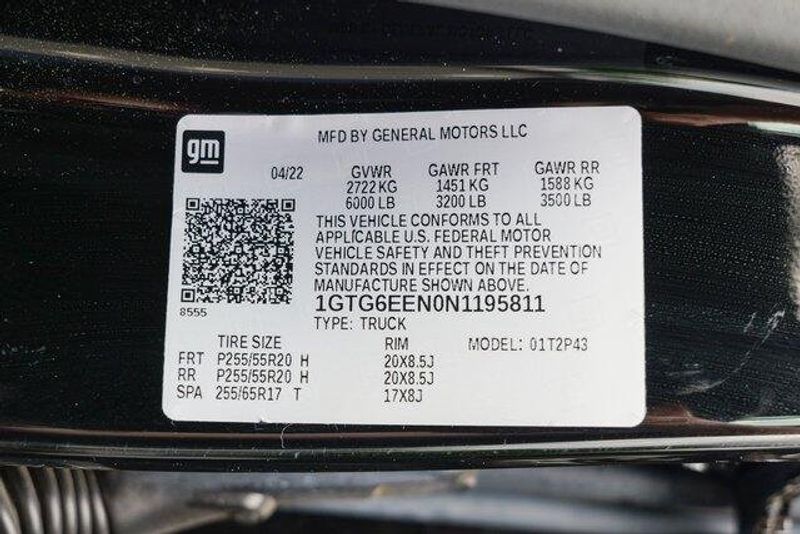 MFD BY GENERAL MOTORS LLC
gm
04/22 GVWR GAWR FRT GAWR RR
2722 KG 1451 KG 1588 KG
6000 LB 3200 LB 3500 LB
THIS VEHICLE CONFORMS TO ALL
APPLICABLE U.S. FEDERAL MOTOR
VEHICLE SAFETY AND THEFT PREVENTION
STANDARDS IN EFFECT ON THE DATE OF
MANUFACTURE SHOWN ABOVE.
8555
1GTG6EEN0N1195811
TYPE: TRUCK
TIRE SIZE RIM MODEL: 01T2P43
FRT P255/55R20 H 20X8.5J
RR P255/55R20 H 20X8.5J
SPA 255/65R17 T 17X8J